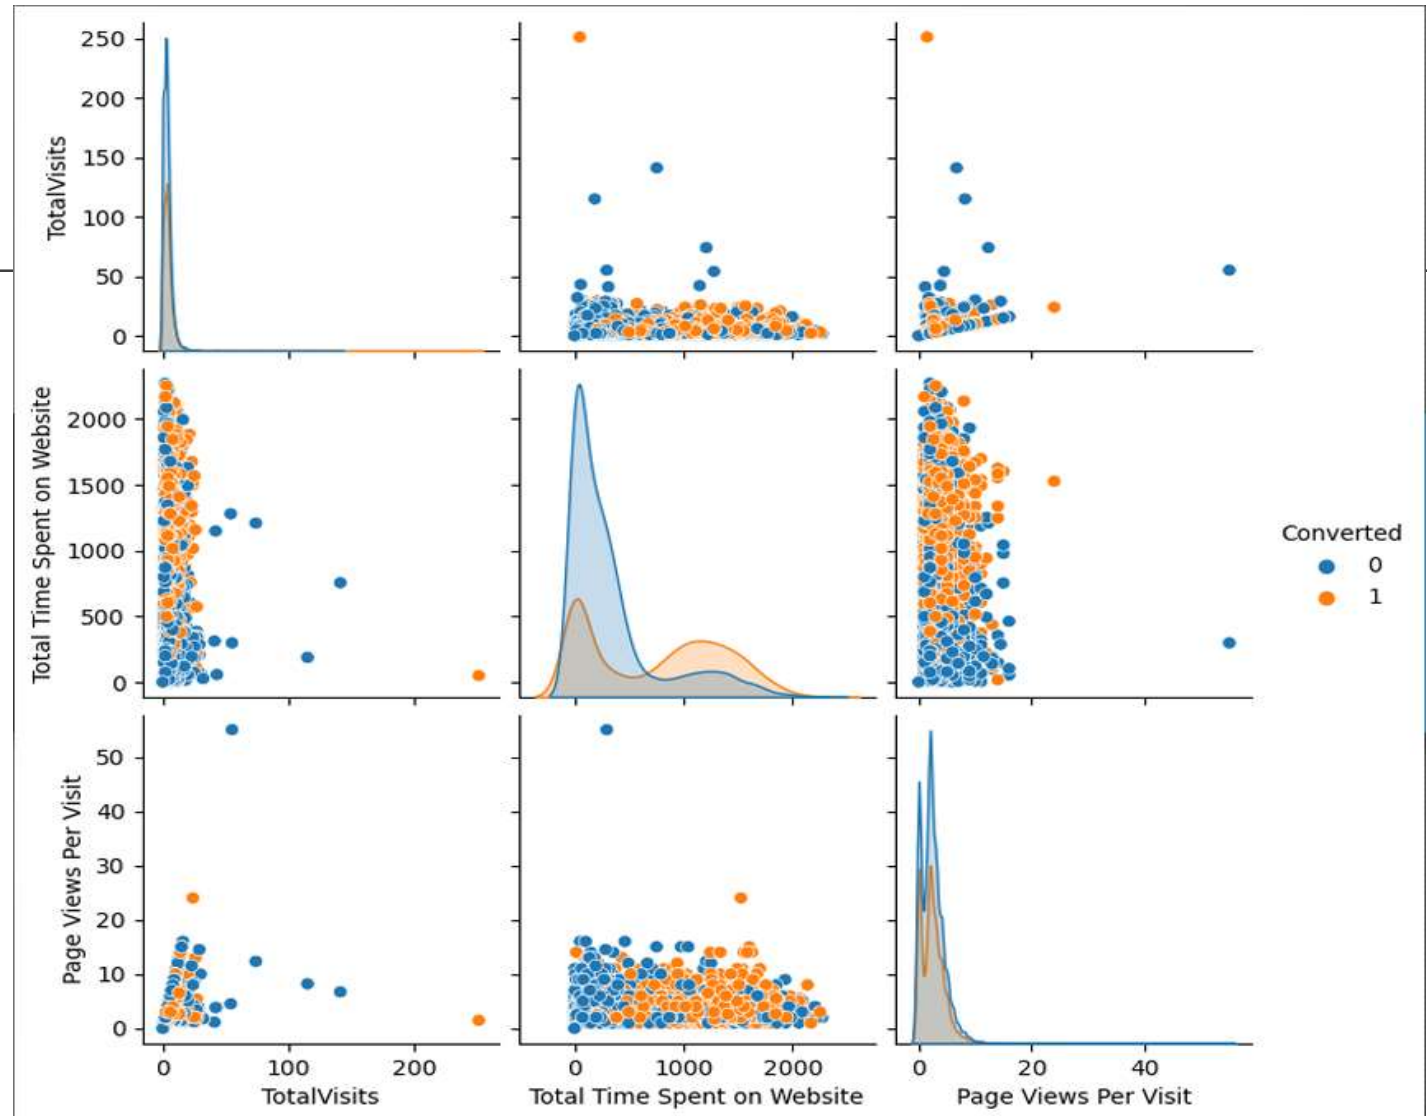 TotalVisits
250
200
150
100
50
0
Total Time Spent on Website
2000
1500
1000
500
0
Converted
0
1
Page Views Per Visit
50
40
30
20
10
0
0 100 200
0 1000 2000
0 20 40
TotalVisits
Total Time Spent on Website
Page Views Per Visit